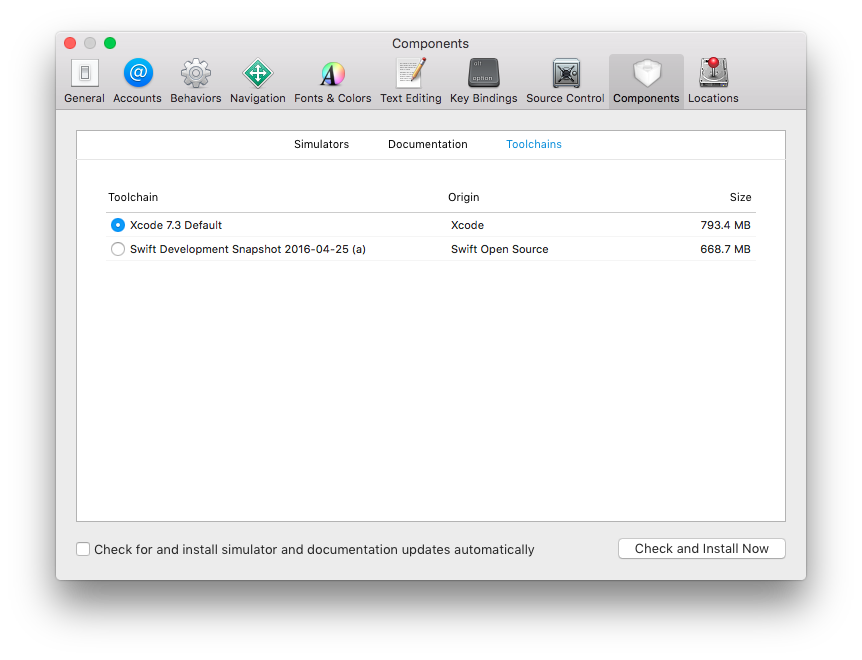 Components
General Accounts Behaviors Navigation Fonts & Colors Text Editing Key Bindings Source Control Components Locations
alt
option
Simulators Documentation Toolchains
Toolchain Origin Size
Xcode 7.3 Default Xcode 793.4 MB
Swift Development Snapshot 2016-04-25 (a) Swift Open Source 668.7 MB
Check for and install simulator and documentation updates automatically Check and Install Now